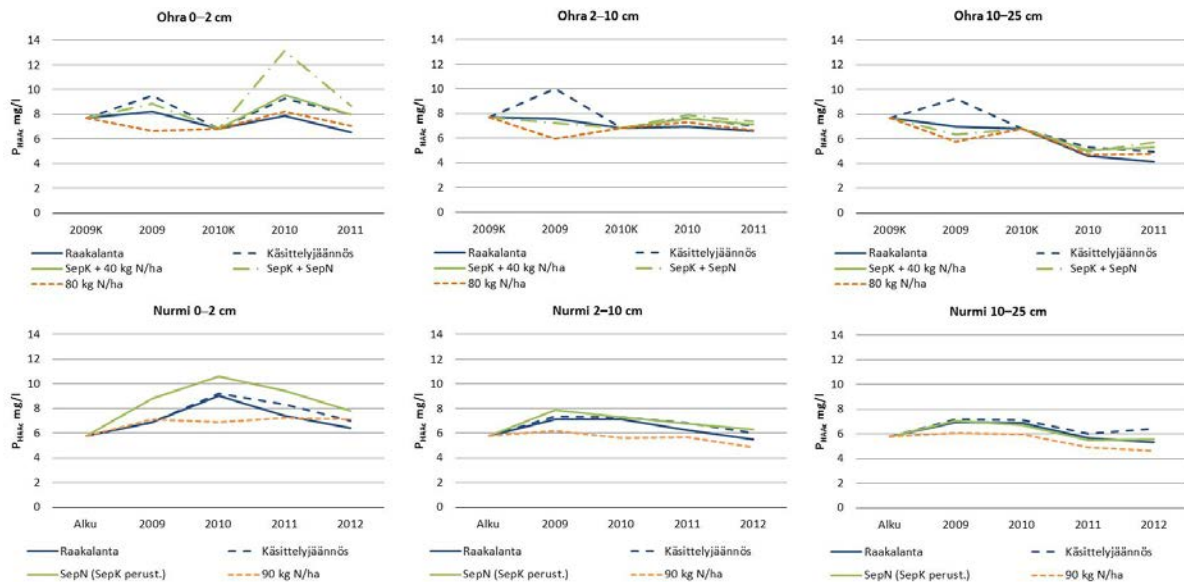 Ohra 0–2 cm
P_HAAc mg/l
14
12
10
8
6
4
2
0
2009K 2009 2010K 2010 2011
Raakalanta Käsittelyjäännös
SepK + 40 kg N/ha SepK + SepN
80 kg N/ha
Ohra 2–10 cm
P_HAAc mg/l
14
12
10
8
6
4
2
0
2009K 2009 2010K 2010 2011
Raakalanta Käsittelyjäännös
SepK + 40 kg N/ha SepK + SepN
80 kg N/ha
Ohra 10–25 cm
P_HAAc mg/l
14
12
10
8
6
4
2
0
2009K 2009 2010K 2010 2011
Raakalanta Käsittelyjäännös
SepK + 40 kg N/ha SepK + SepN
80 kg N/ha
Nurmi 0–2 cm
P_HAAc mg/l
14
12
10
8
6
4
2
0
Alku 2009 2010 2011 2012
Raakalanta Käsittelyjäännös
SepN (SepK perust.) 90 kg N/ha
Nurmi 2–10 cm
P_HAAc mg/l
14
12
10
8
6
4
2
0
Alku 2009 2010 2011 2012
Raakalanta Käsittelyjäännös
SepN (SepK perust.) 90 kg N/ha
Nurmi 10–25 cm
P_HAAc mg/l
14
12
10
8
6
4
2
0
Alku 2009 2010 2011 2012
Raakalanta Käsittelyjäännös
SepN (SepK perust.) 90 kg N/ha